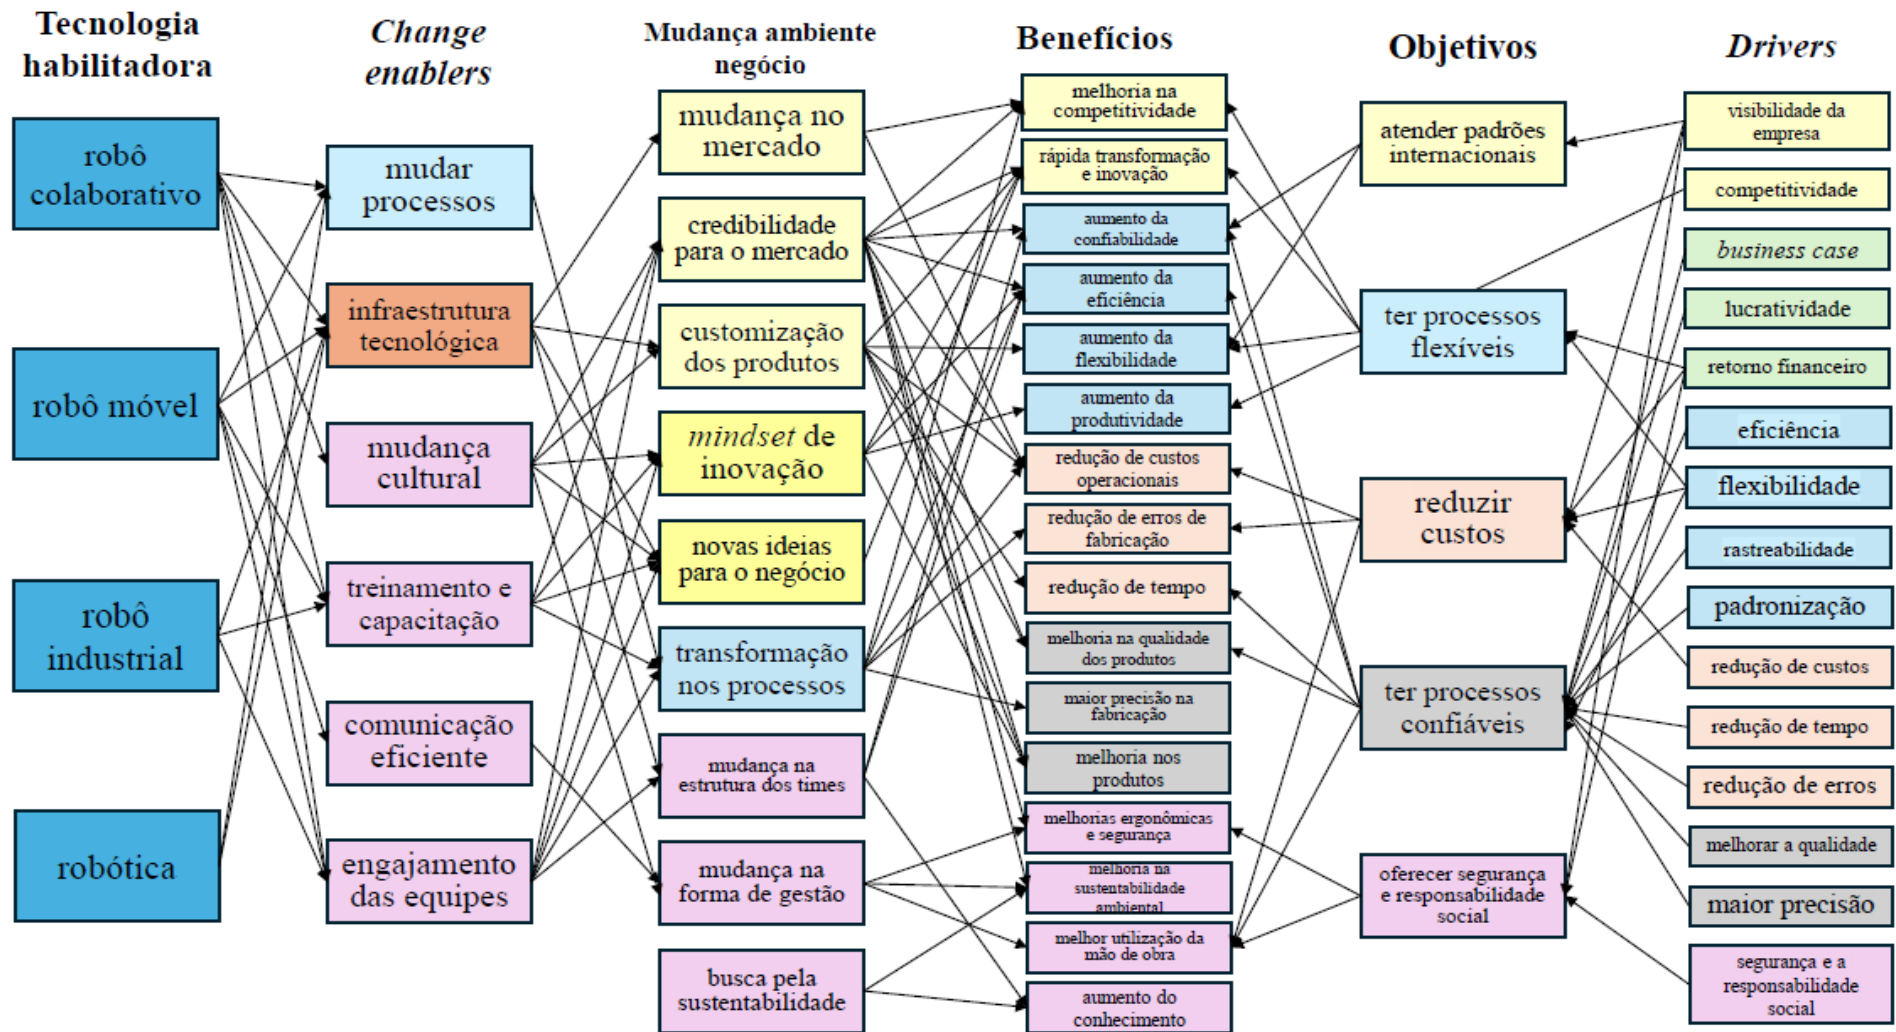 Tecnologia
habilitadora
robô
colaborativo
robô móvel
robô
industrial
robótica
Change
enablers
mudar
processos
infraestrutura
tecnológica
mudança
cultural
treinamento e
capacitação
comunicação
eficiente
engajamento
das equipes
Mudança ambiente
negócio
mudança no
mercado
credibilidade
para o mercado
customização
dos produtos
mindset de
inovação
novas ideias
para o negócio
transformação
nos processos
mudança na
estrutura dos times
mudança na
forma de gestão
busca pela
sustentabilidade
Benefícios
melhoria na
competitividade
rápida transformação
e inovação
aumento da
confiabilidade
aumento da
eficiência
aumento da
flexibilidade
aumento da
produtividade
redução de custos
operacionais
redução de erros de
fabricação
redução de tempo
melhoria na qualidade
dos produtos
maior precisão na
fabricação
melhoria nos
produtos
melhorias ergonômicas
e segurança
melhoria na
sustentabilidade
ambiental
melhor utilização da
mão de obra
aumento do
conhecimento
Objetivos
atender padrões
internacionais
ter processos
flexíveis
reduzir
custos
ter processos
confiáveis
oferecer segurança
e responsabilidade
social
Drivers
visibilidade da
empresa
competitividade
business case
lucratividade
retorno financeiro
eficiência
flexibilidade
rastreabilidade
padronização
redução de custos
redução de tempo
redução de erros
melhorar a qualidade
maior precisão
segurança e a
responsabilidade
social